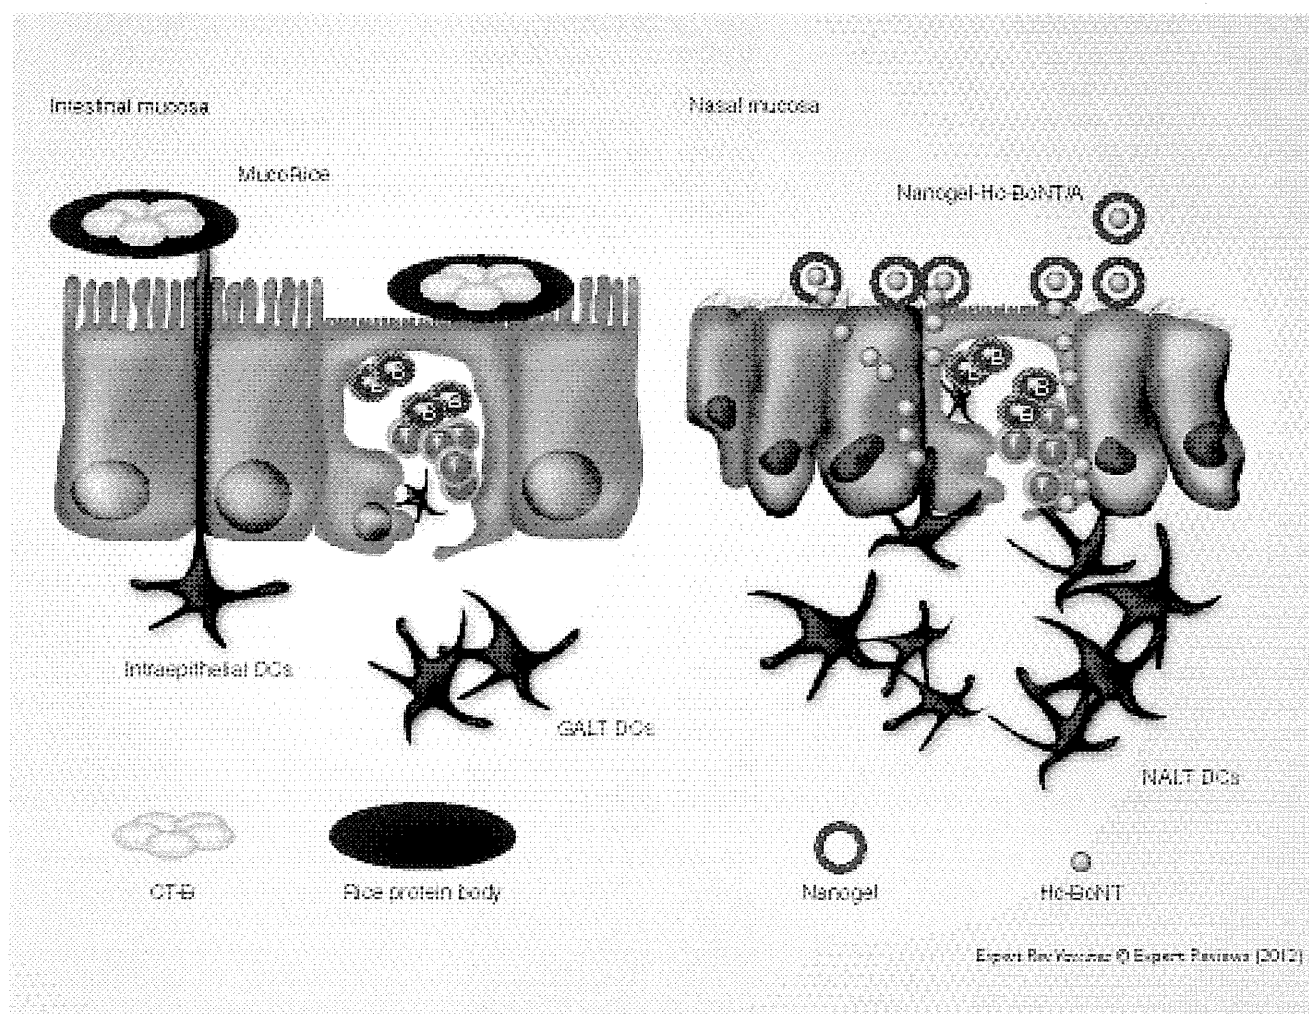 Intestinal mucosa
Nasal mucosa
MucoRice
Nanogel-Hc-BoNT/A
B
B
B
B
T
T
T
T
B
B
B
B
T
T
T
T
Intraepithelial DCs
GALT DCs
NALT DCs
CT-B
Rice protein body
Nanogel
Hc-BoNT
Expert Rev Vaccines © Expert Reviews (2012)